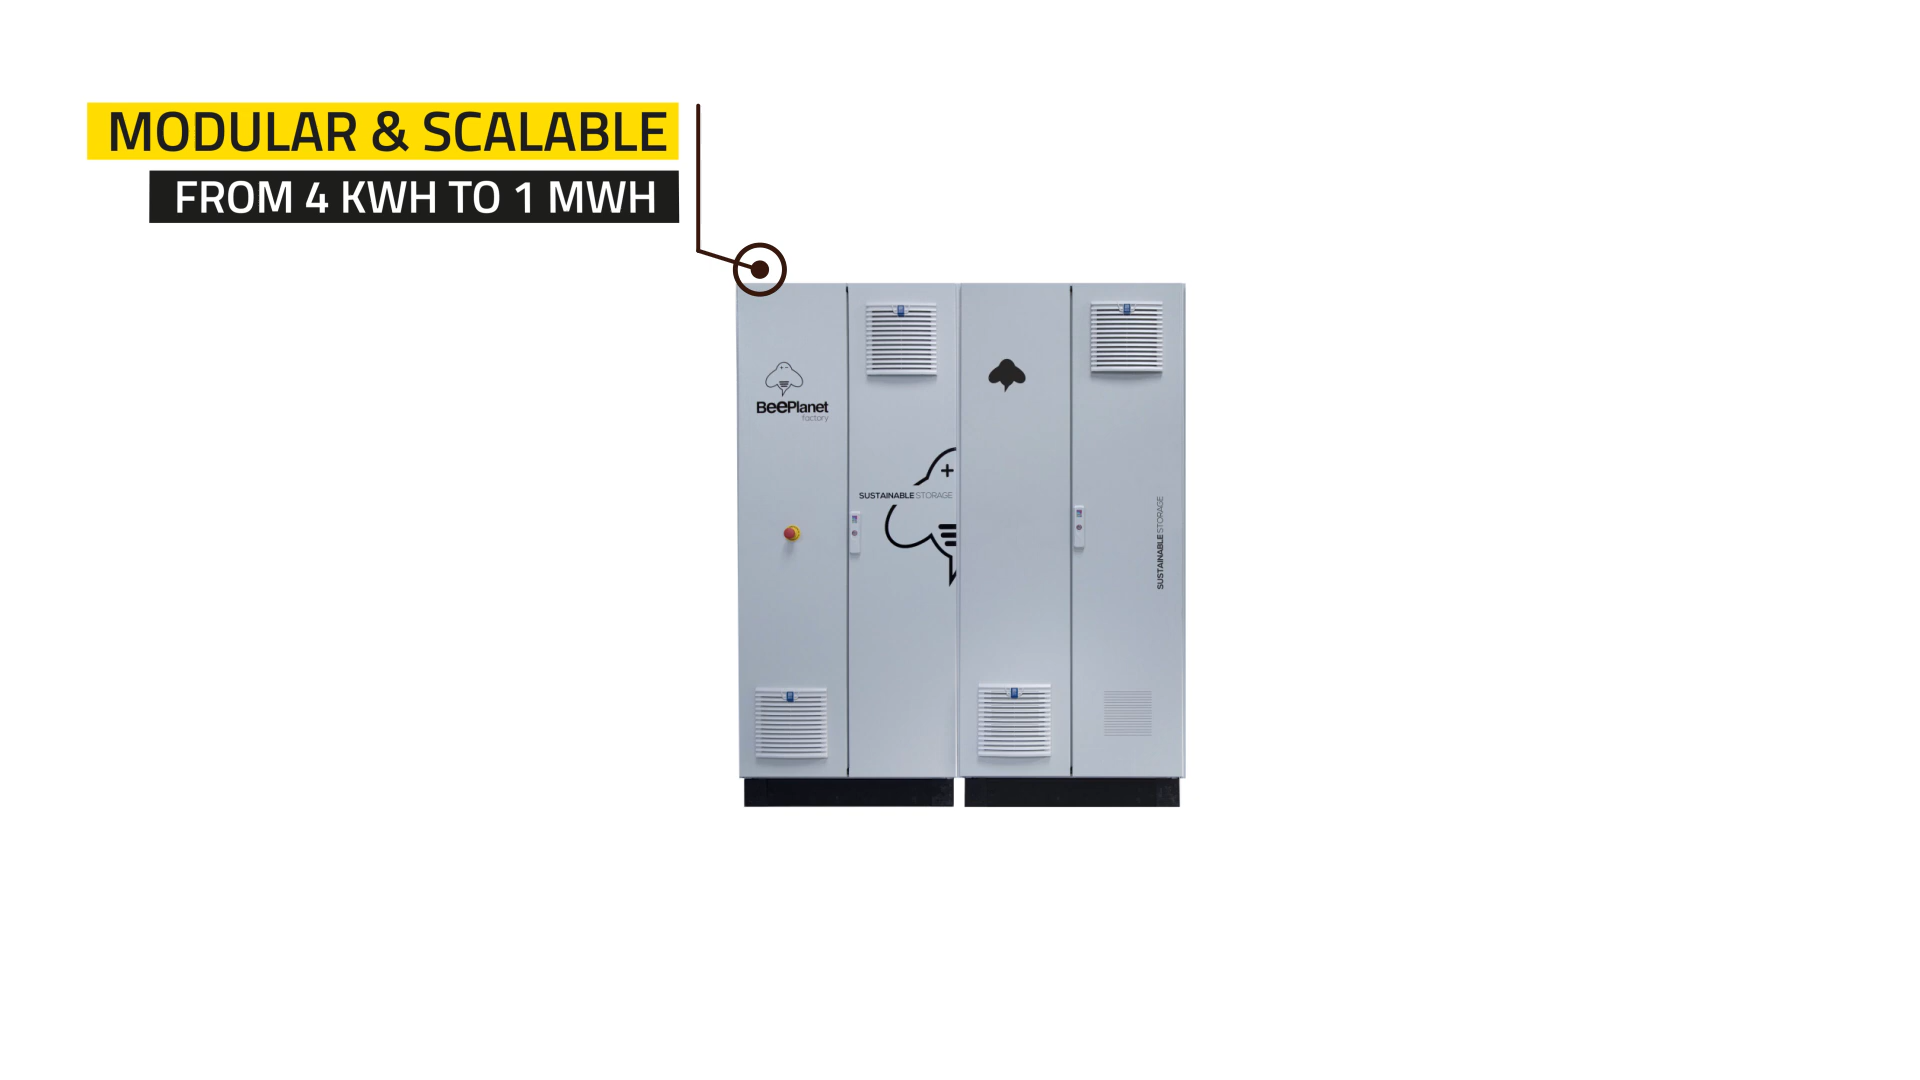 MODULAR & SCALABLE
FROM 4 KWH TO 1 MWH
BeePlanet
factory
SUSTAINABLE STORAGE
SUSTAINABLE STORAGE